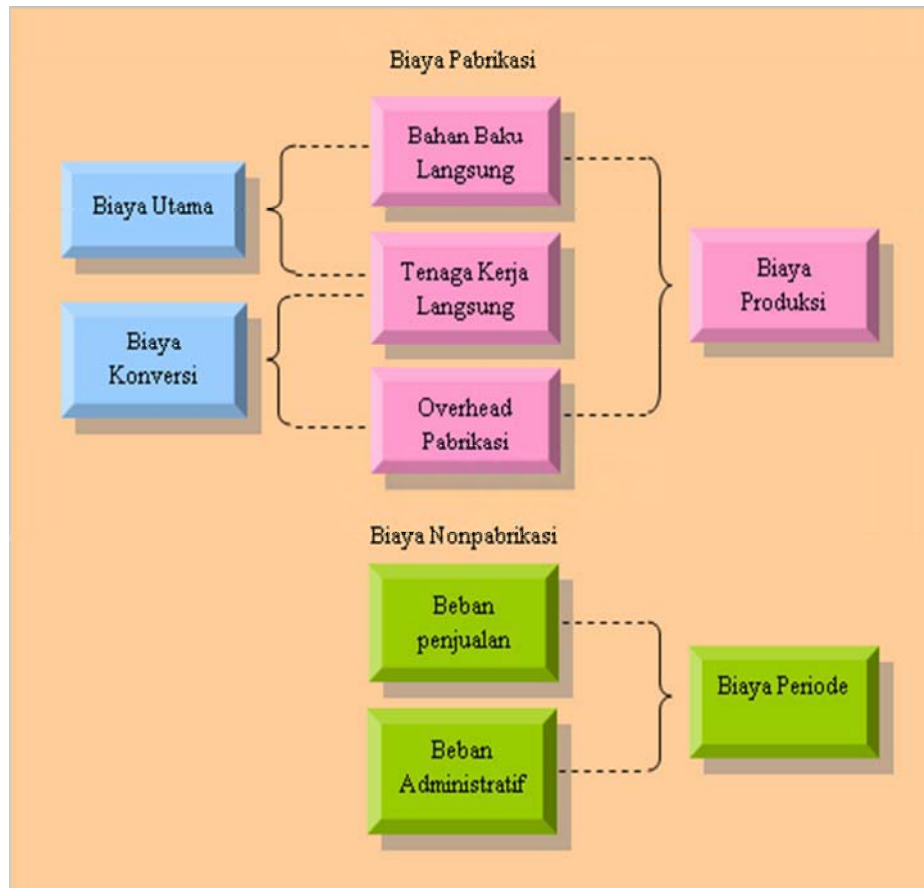 Biaya Pabrikasi
Bahan Baku
Langsung
Biaya Utama
Tenaga Kerja
Langsung
Biaya
Produksi
Biaya
Konversi
Overhead
Pabrikasi
Biaya Nonpabrikasi
Beban
penjualan
Biaya Periode
Beban
Administratif